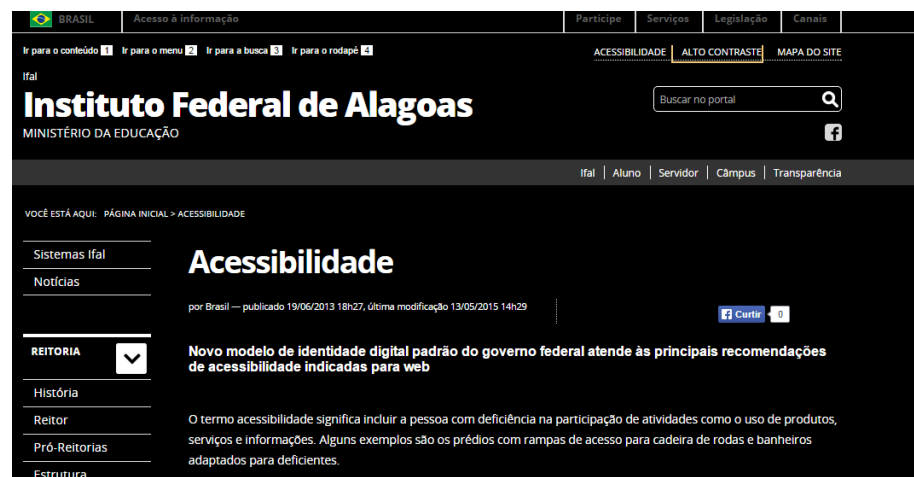 BRASIL Acesso à informação Participe Serviços Legislação Canais
Ir para o conteúdo 1 Ir para o menu 2 Ir para a busca 3 Ir para o rodapé 4 ACESSIBILIDADE ALTO CONTRASTE MAPA DO SITE
Ifal
Instituto Federal de Alagoas
Buscar no portal
MINISTÉRIO DA EDUCAÇÃO
f
Ifal Aluno Servidor Câmpus Transparência
VOCÊ ESTÁ AQUI: PÁGINA INICIAL > ACESSIBILIDADE
Sistemas Ifal
Notícias
REITORIA
História
Reitor
Pró-Reitorias
Estrutura
Acessibilidade
por Brasil — publicado 19/06/2013 18h27, última modificação 13/05/2015 14h29
f Curtir 0
Novo modelo de identidade digital padrão do governo federal atende às principais recomendações
de acessibilidade indicadas para web
O termo acessibilidade significa incluir a pessoa com deficiência na participação de atividades como o uso de produtos,
serviços e informações. Alguns exemplos são os prédios com rampas de acesso para cadeira de rodas e banheiros
adaptados para deficientes.